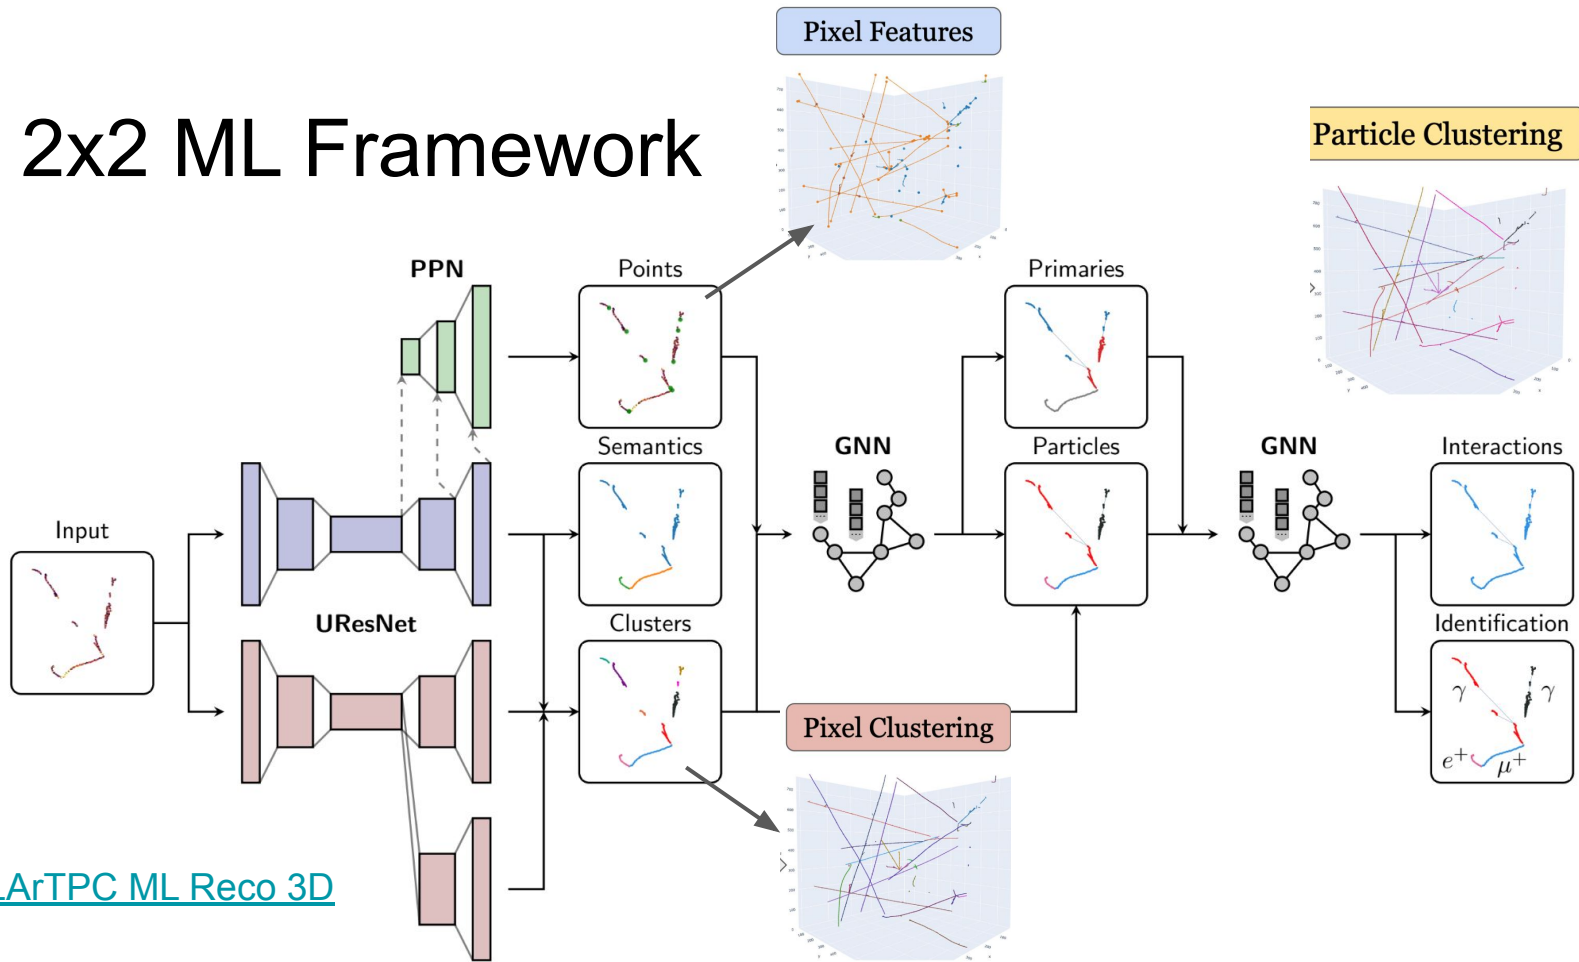 Pixel Features
2x2 ML Framework
Particle Clustering
PPN
Points
Primaries
Semantics
GNN
Particles
GNN
Interactions
Input
UResNet
Clusters
Identification
γ
γ
e+
μ+
Pixel Clustering
LArTPC ML Reco 3D